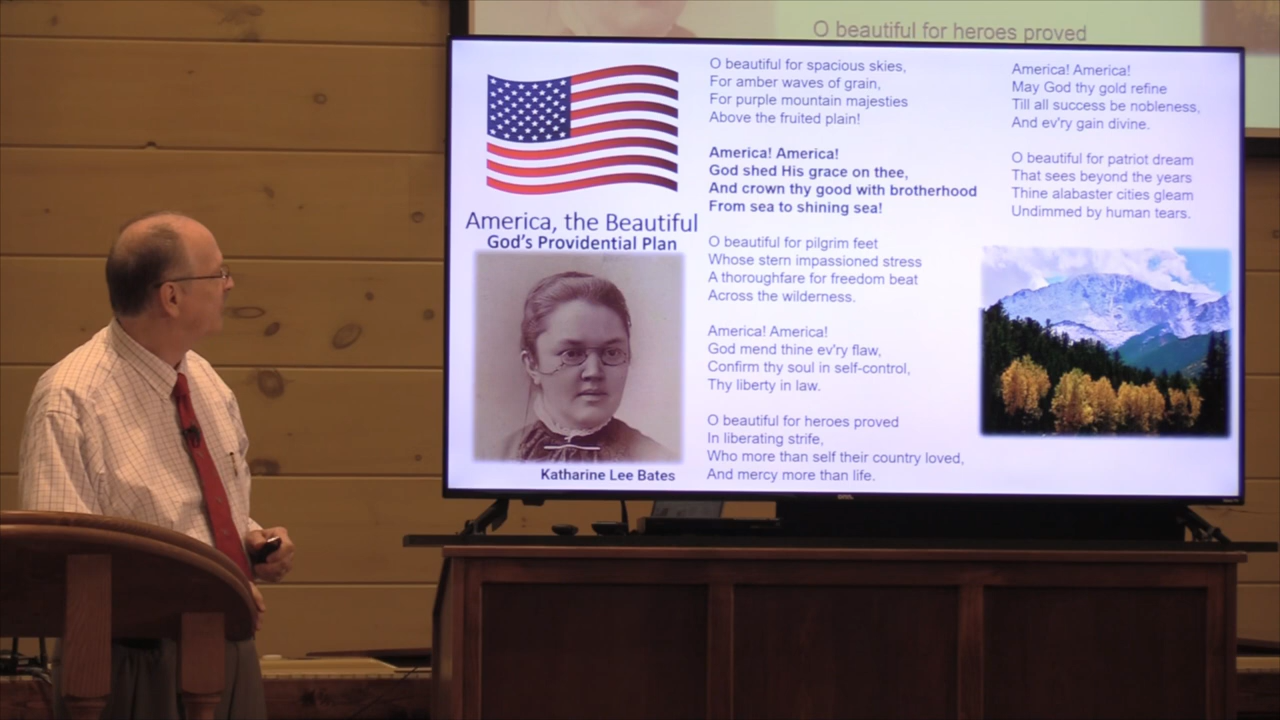 O beautiful for heroes proved
America, the Beautiful
God's Providential Plan
Katharine Lee Bates
O beautiful for spacious skies,
For amber waves of grain,
For purple mountain majesties
Above the fruited plain!
America! America!
God shed His grace on thee,
And crown thy good with brotherhood
From sea to shining sea!
O beautiful for pilgrim feet
Whose stern impassioned stress
A thoroughfare for freedom beat
Across the wilderness.
America! America!
God mend thine ev'ry flaw,
Confirm thy soul in self-control,
Thy liberty in law.
O beautiful for heroes proved
In liberating strife,
Who more than self their country loved,
And mercy more than life.
America! America!
May God thy gold refine
Till all success be nobleness,
And ev'ry gain divine.
O beautiful for patriot dream
That sees beyond the years
Thine alabaster cities gleam
Undimmed by human tears.